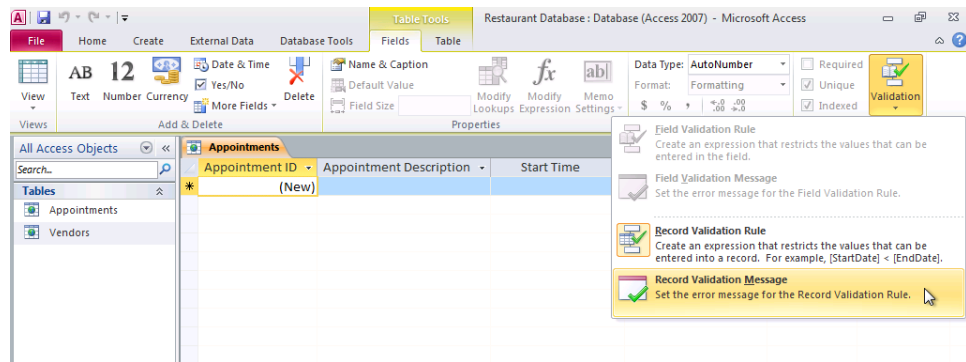 Table Tools
Restaurant Database : Database (Access 2007) - Microsoft Access
File Home Create External Data Database Tools Fields Table
View
AB Text
12 Number
Currency
Date & Time
Yes/No
More Fields
Delete
Name & Caption
Default Value
Field Size
Modify Lookups
fx Modify Expression
ab Memo Settings
Data Type: AutoNumber
Format: Formatting
$ % , .00 .00
Required
Unique
Indexed
Validation
Views Add & Delete Properties
All Access Objects
Search...
Tables
Appointments
Vendors
Appointments
Appointment ID Appointment Description Start Time
* (New)
Field Validation Rule
Create an expression that restricts the values that can be
entered in the field.
Field Validation Message
Set the error message for the Field Validation Rule.
Record Validation Rule
Create an expression that restricts the values that can be
entered into a record. For example, [StartDate] < [EndDate].
Record Validation Message
Set the error message for the Record Validation Rule.